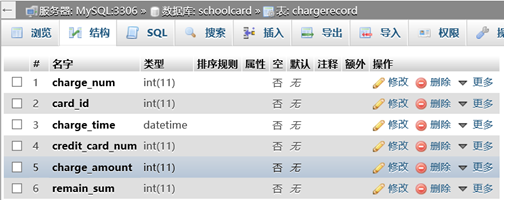 ← 服务器: MySQL:3306 » 数据库: schoolcard » 表: chargerecord
浏览 结构 SQL 搜索 插入 导出 导入 权限
# 名字 类型 排序规则 属性 空 默认 注释 额外 操作
1 charge_num int(11) 否 无 修改 删除 更多
2 card_id int(11) 否 无 修改 删除 更多
3 charge_time datetime 否 无 修改 删除 更多
4 credit_card_num int(11) 否 无 修改 删除 更多
5 charge_amount int(11) 否 无 修改 删除 更多
6 remain_sum int(11) 否 无 修改 删除 更多